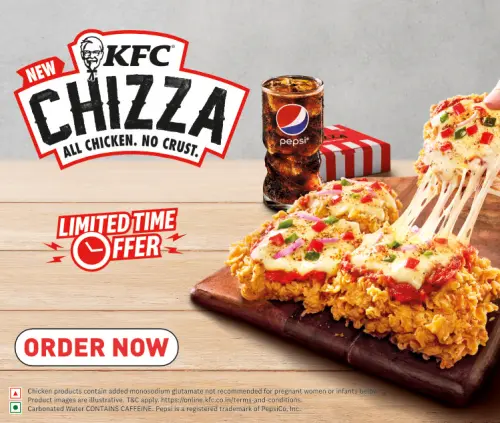 NEW
KFC
CHIZZA
ALL CHICKEN. NO CRUST.
pepsi
LIMITED TIME
OFFER
ORDER NOW
Chicken products contain added monosodium glutamate not recommended for pregnant women or infants
Product images are illustrative. T&C apply. https://online.kfc.co.in/terms-and-conditions.
Carbonated Water CONTAINS CAFFEINE. Pepsi is a registered trademark of PepsiCo, Inc.